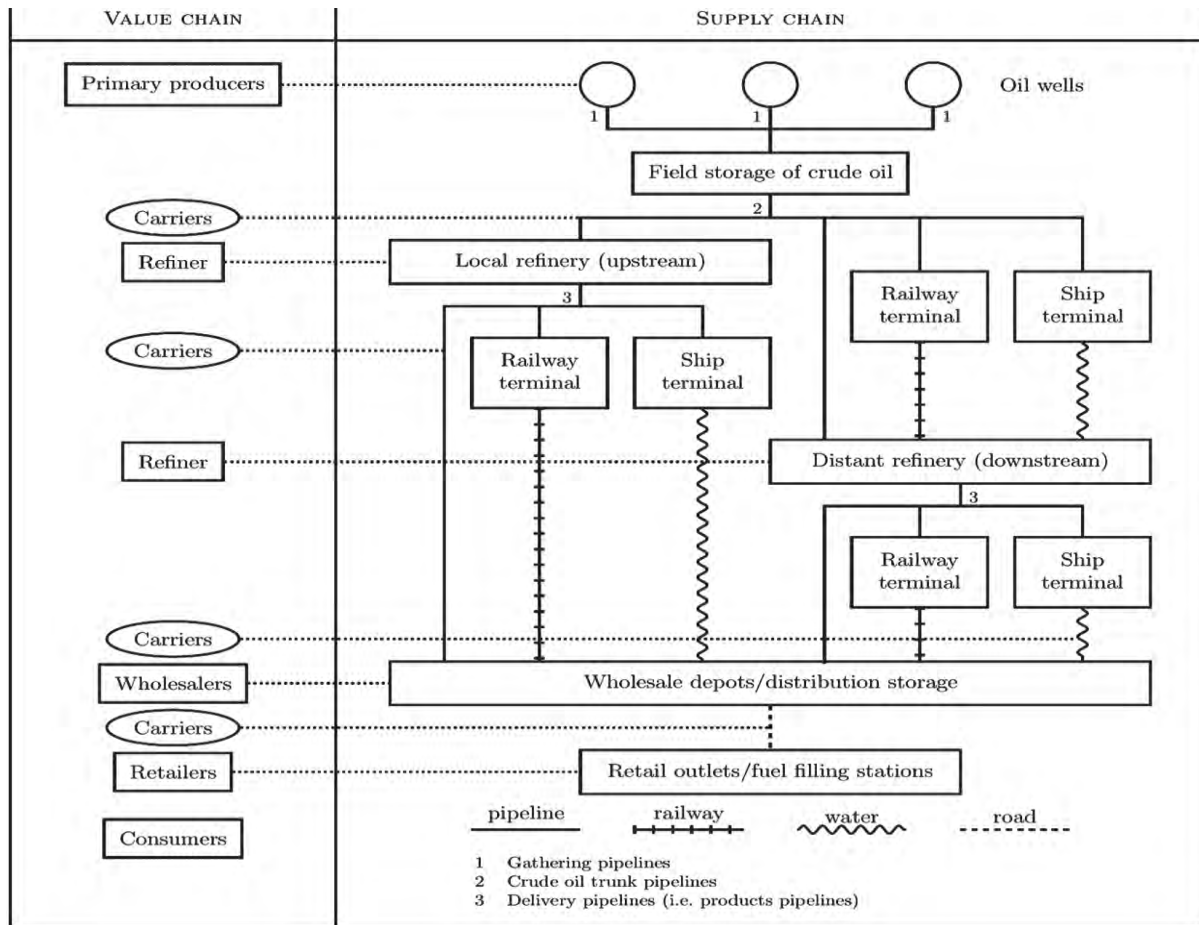 VALUE CHAIN
SUPPLY CHAIN
Primary producers
Oil wells
1
1
1
Field storage of crude oil
2
Carriers
Refiner
Local refinery (upstream)
3
Railway
terminal
Ship
terminal
Carriers
Railway
terminal
Ship
terminal
Refiner
Distant refinery (downstream)
3
Railway
terminal
Ship
terminal
Carriers
Wholesalers
Wholesale depots/distribution storage
Carriers
Retailers
Retail outlets/fuel filling stations
Consumers
pipeline
railway
water
road
1 Gathering pipelines
2 Crude oil trunk pipelines
3 Delivery pipelines (i.e. products pipelines)